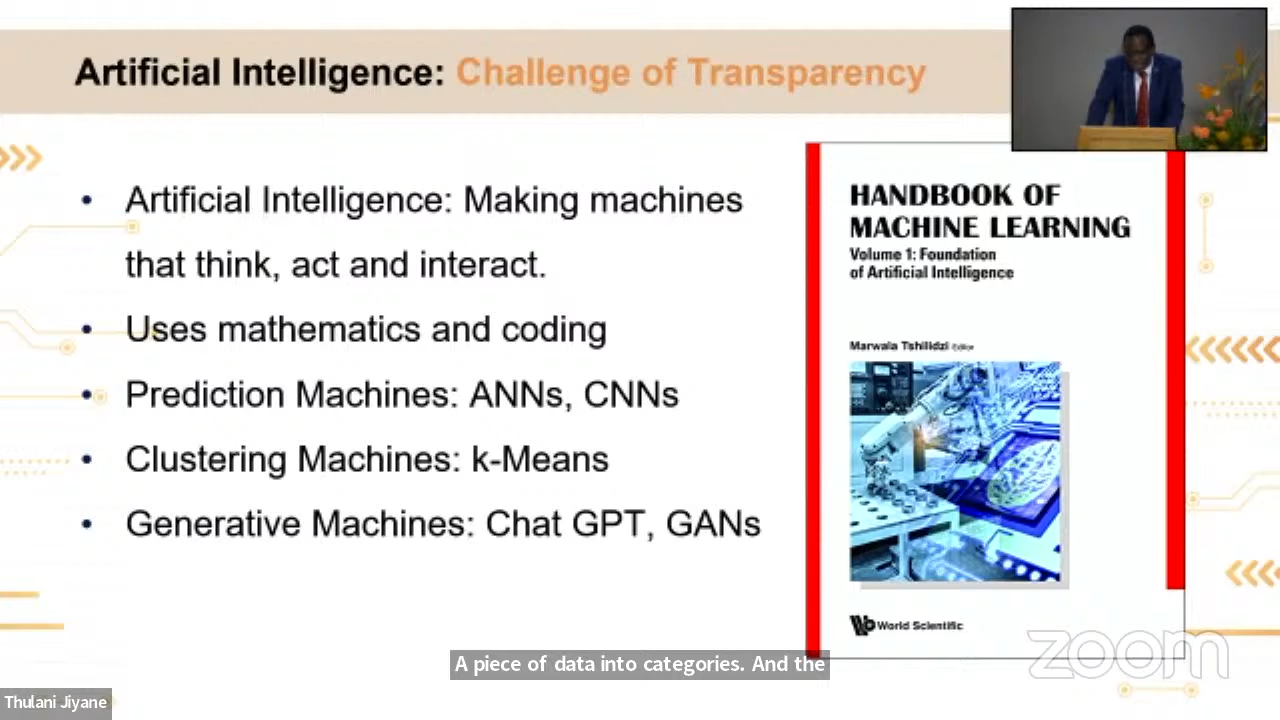 Artificial Intelligence: Challenge of Transparency
• Artificial Intelligence: Making machines
that think, act and interact.
• Uses mathematics and coding
• Prediction Machines: ANNs, CNNs
• Clustering Machines: k-Means
• Generative Machines: Chat GPT, GANs
HANDBOOK OF
MACHINE LEARNING
Volume 1: Foundation
of Artificial Intelligence
Marwala Tshilidzi Editor
World Scientific
zoom
A piece of data into categories. And the
Thulani Jiyane